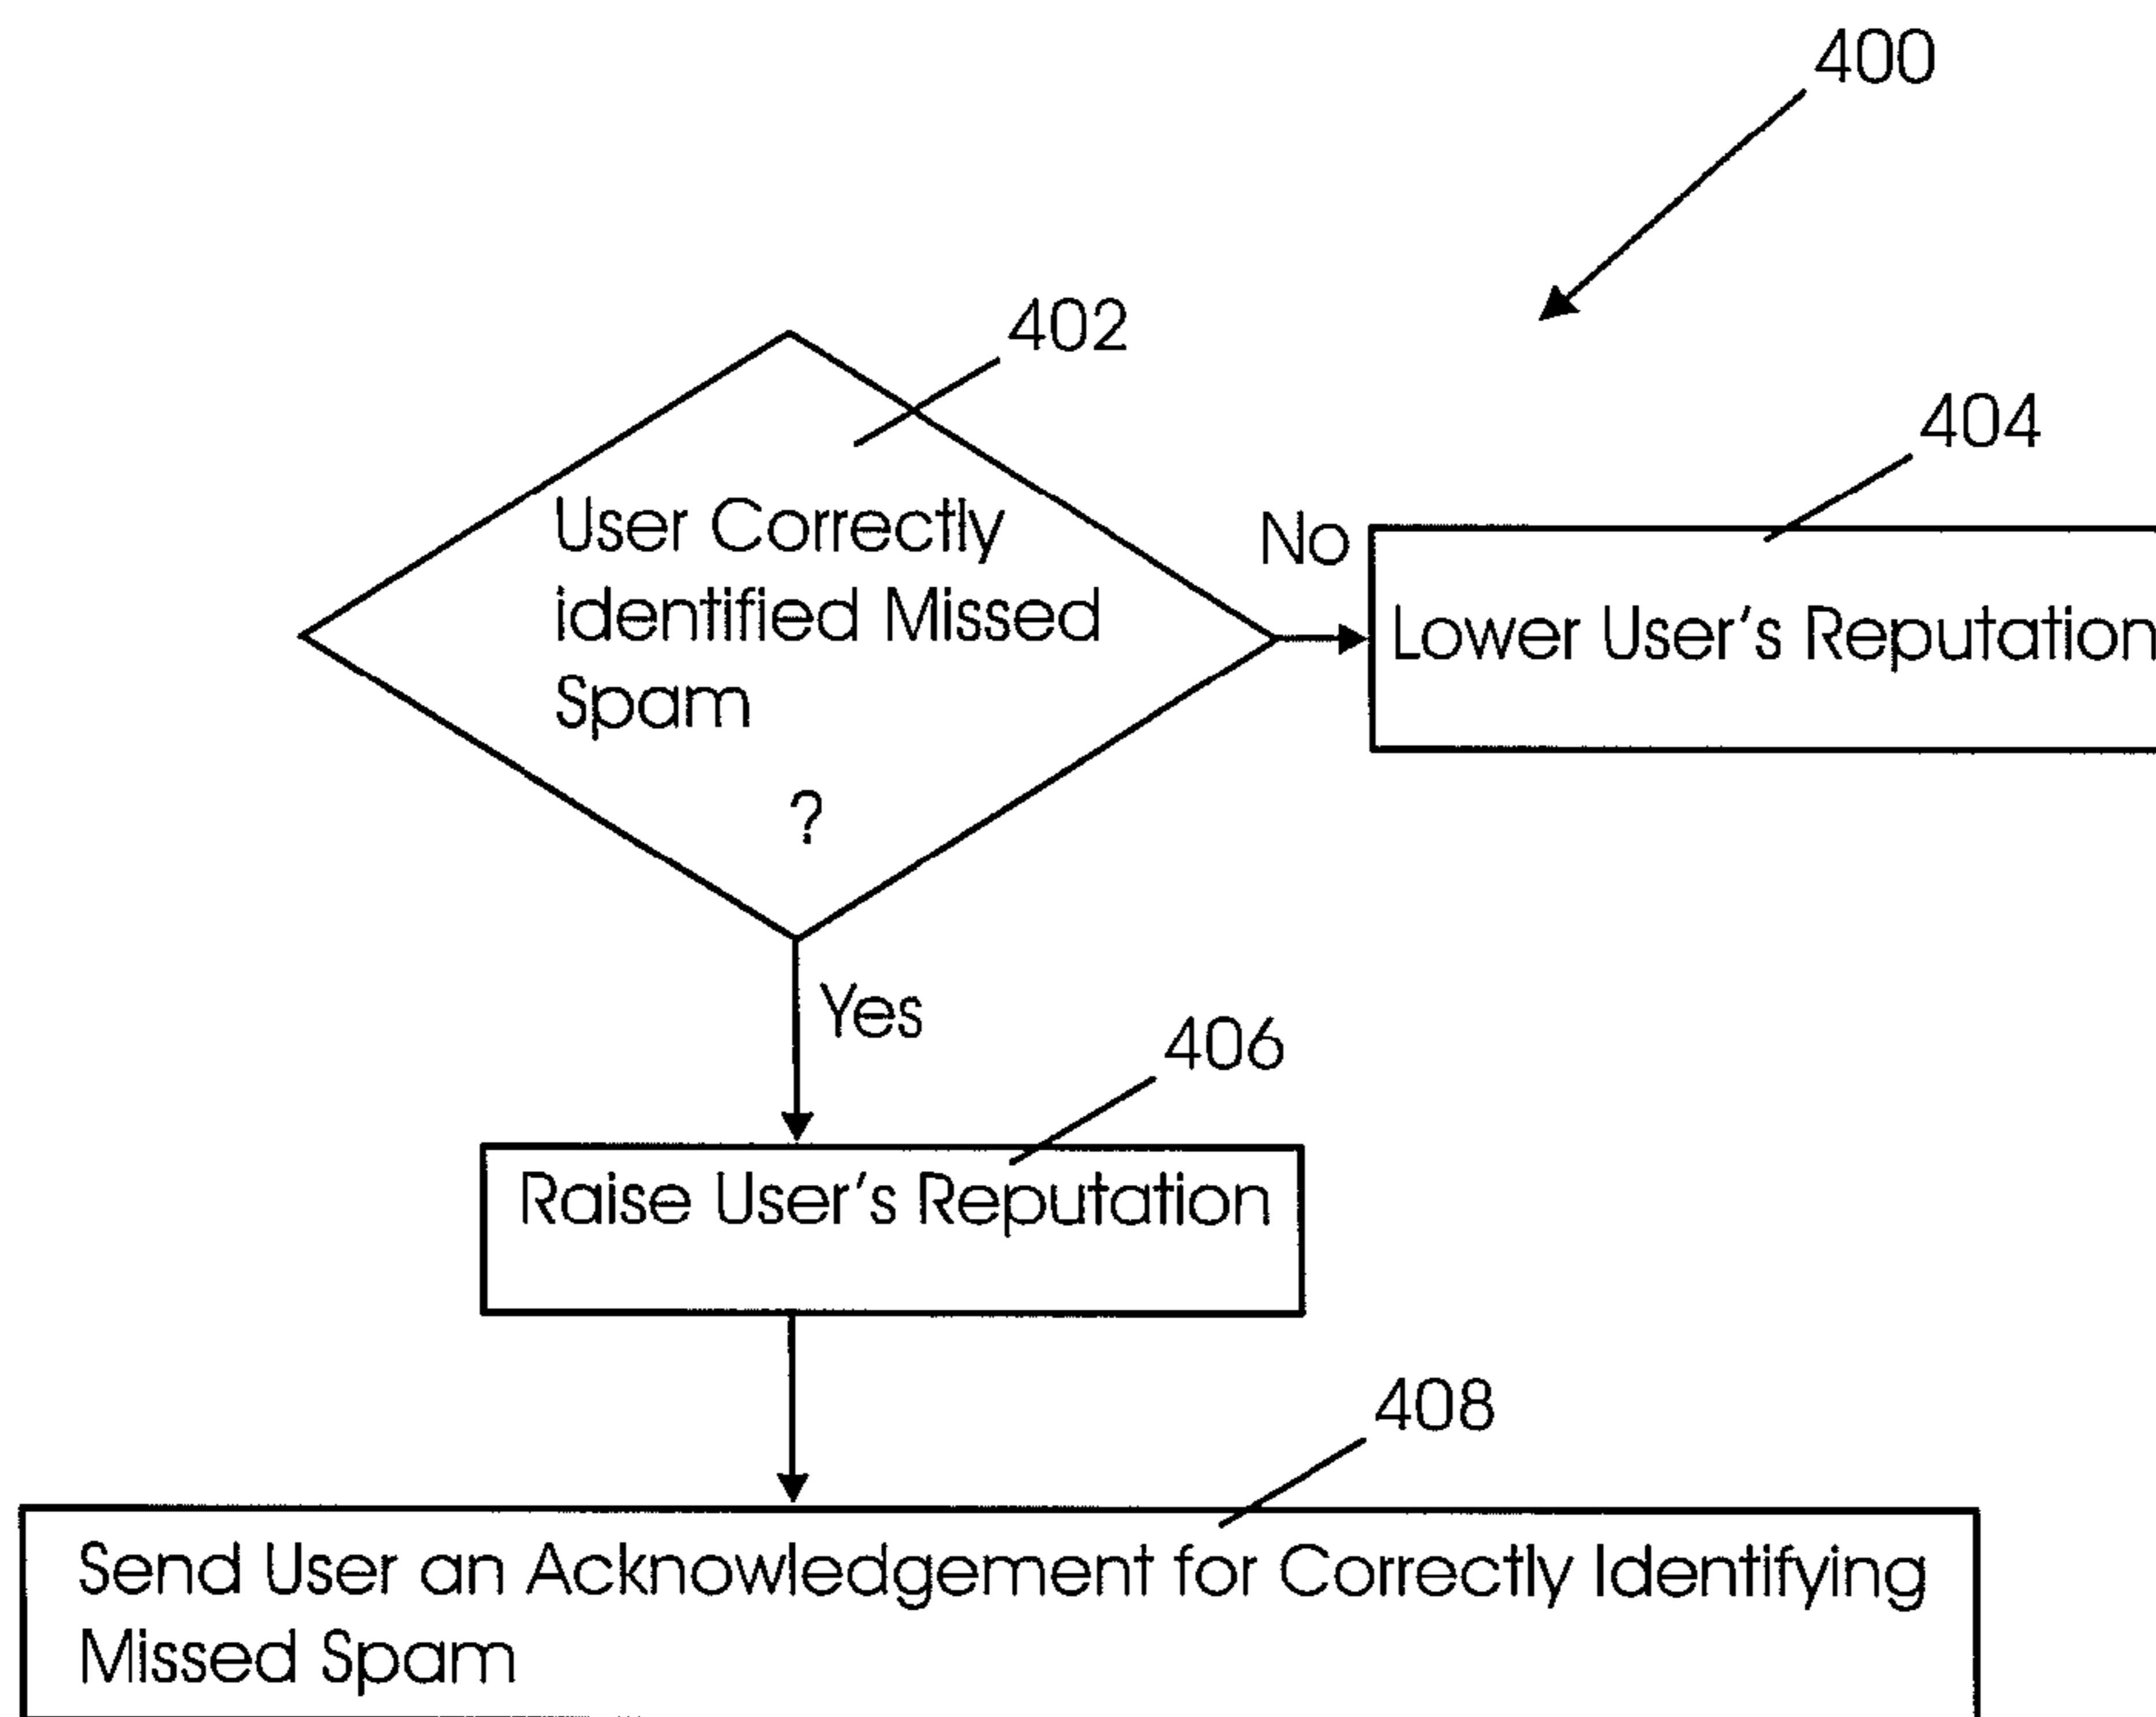 400
402
404
User Correctly
identified Missed
Spam
?
No
Lower User's Reputation
Yes
406
Raise User's Reputation
408
Send User an Acknowledgement for Correctly Identifying
Missed Spam